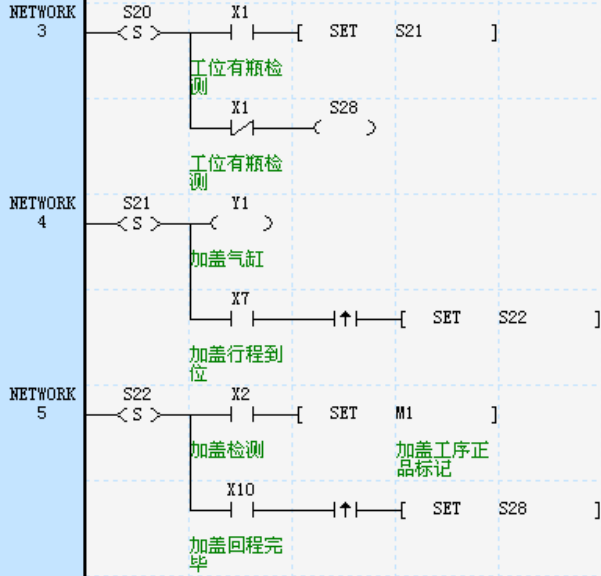 NETWORK 3
S20 X1
S SET S21
工位有瓶检
测
X1 S28
工位有瓶检
测
NETWORK 4
S21 Y1
S
加盖气缸
X7
SET S22
加盖行程到
位
NETWORK 5
S22 X2
S SET M1
加盖检测 加盖工序正
品标记
X10
SET S28
加盖回程完
毕